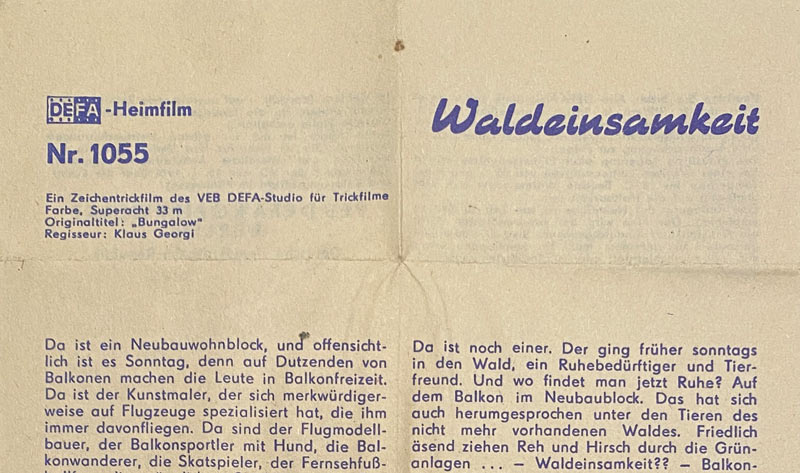 DEFA-Heimfilm
Nr. 1055
Ein Zeichentrickfilm des VEB DEFA-Studio für Trickfilme
Farbe, Superacht 33 m
Originaltitel: „Bungalow"
Regisseur: Klaus Georgi
Waldeinsamkeit
Da ist ein Neubauwohnblock, und offensicht-
lich ist es Sonntag, denn auf Dutzenden von
Balkonen machen die Leute in Balkonfreizeit.
Da ist der Kunstmaler, der sich merkwürdiger-
weise auf Flugzeuge spezialisiert hat, die ihm
immer davonfliegen. Da sind der Flugmodell-
bauer, der Balkonsportler mit Hund, die Bal-
konwanderer, die Skatspieler, der Fernsehfuß-
Da ist noch einer. Der ging früher sonntags
in den Wald, ein Ruhebedürftiger und Tier-
freund. Und wo findet man jetzt Ruhe? Auf
dem Balkon im Neubaublock. Das hat sich
auch herumgesprochen unter den Tieren des
nicht mehr vorhandenen Waldes. Friedlich
äsend ziehen Reh und Hirsch durch die Grün-
anlagen ... – Waldeinsamkeit?? – Balkon-